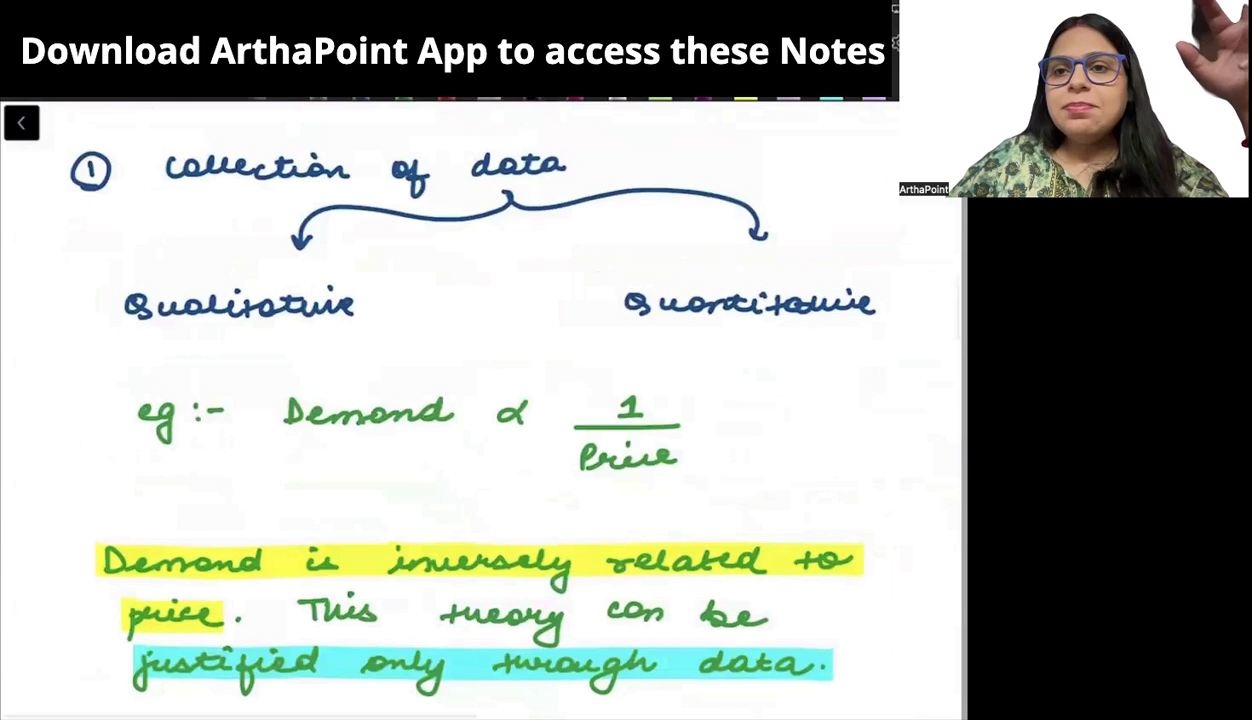 Download ArthaPoint App to access these Notes
ArthaPoint
① Collection of data
Qualitative Quantitative
eg :- Demand ∝ 1
Price
Demand is inversely related to
price. This theory can be
justified only through data.